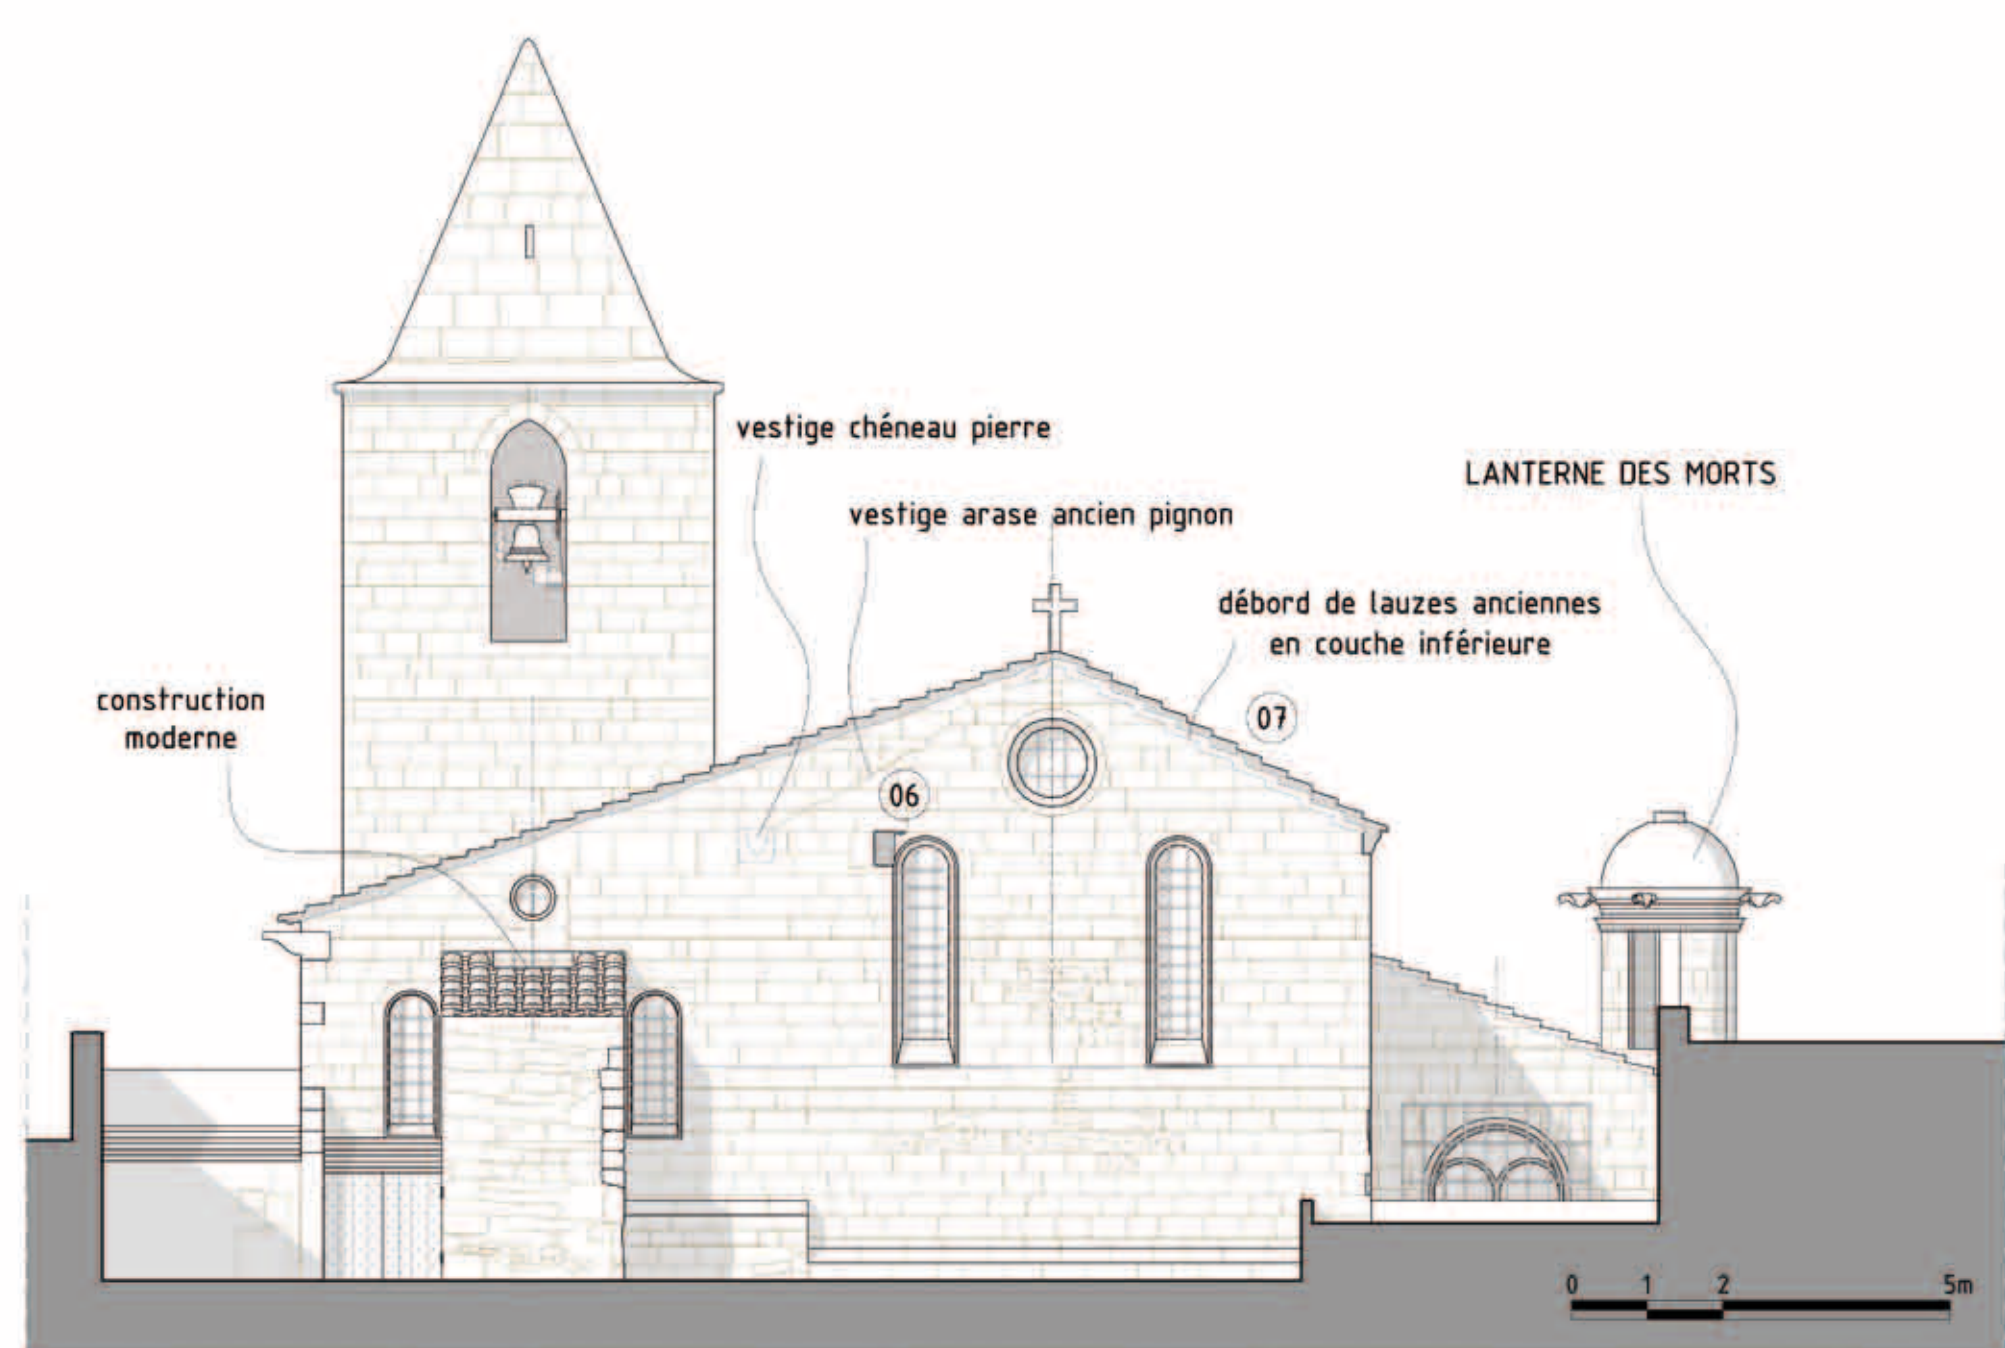 vestige chéneau pierre
LANTERNE DES MORTS
vestige arase ancien pignon
débord de lauzes anciennes
en couche inférieure
construction
moderne
07
06
0 1 2 5m